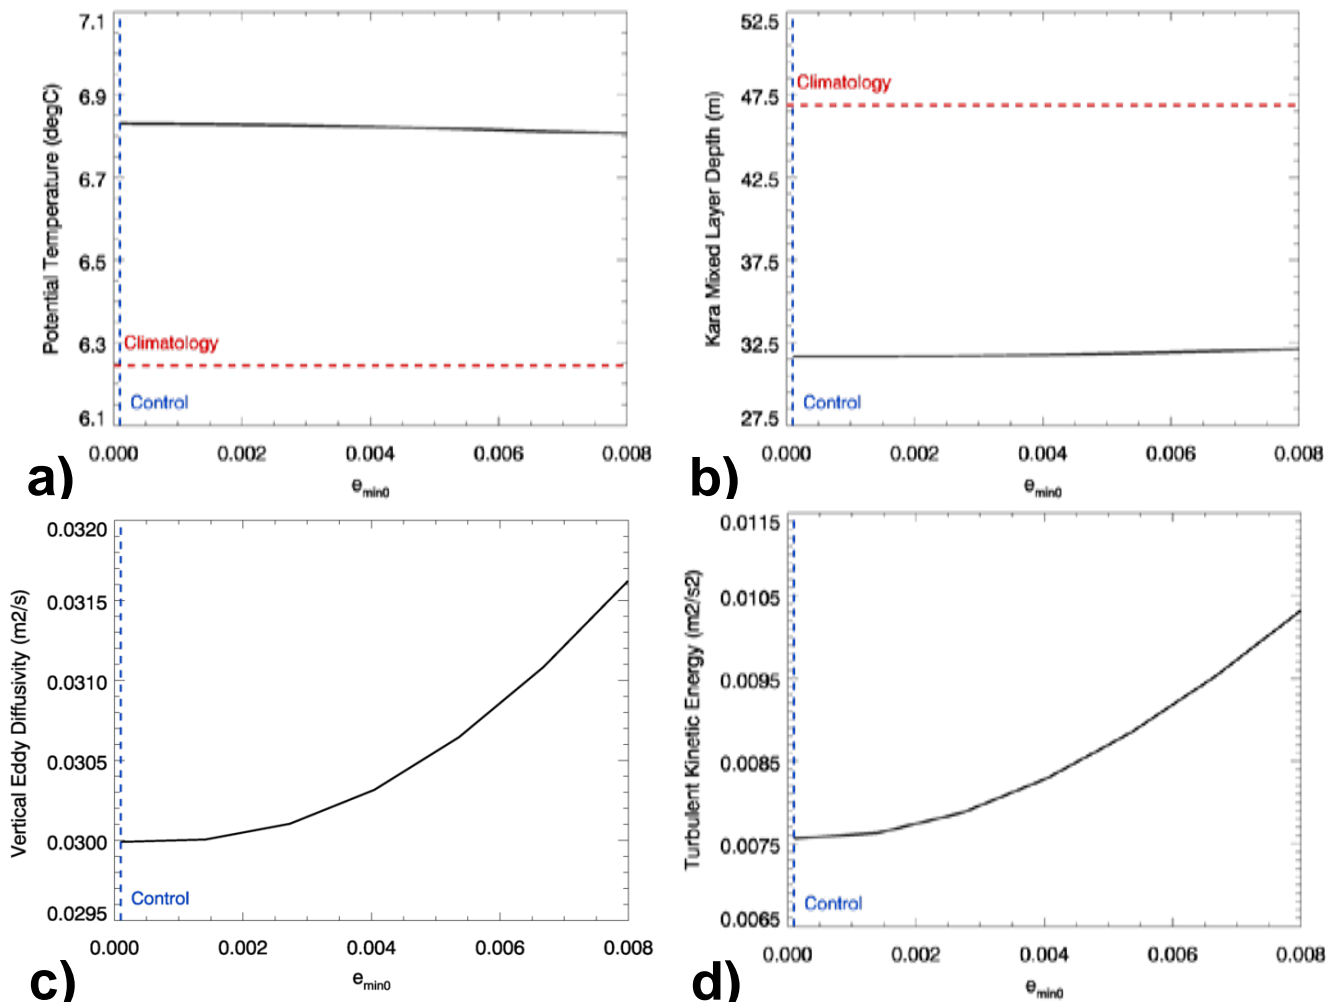 7.1
6.9
6.7
6.5
6.3
6.1
Potential Temperature (degC)
Climatology
Control
0.000 0.002 0.004 0.006 0.008
e_min0
a)
52.5
47.5
42.5
37.5
32.5
27.5
Kara Mixed Layer Depth (m)
Climatology
Control
0.000 0.002 0.004 0.006 0.008
e_min0
b)
0.0320
0.0315
0.0310
0.0305
0.0300
0.0295
Vertical Eddy Diffusivity (m2/s)
Control
0.000 0.002 0.004 0.006 0.008
e_min0
c)
0.0115
0.0105
0.0095
0.0085
0.0075
0.0065
Turbulent Kinetic Energy (m2/s2)
Control
0.000 0.002 0.004 0.006 0.008
e_min0
d)